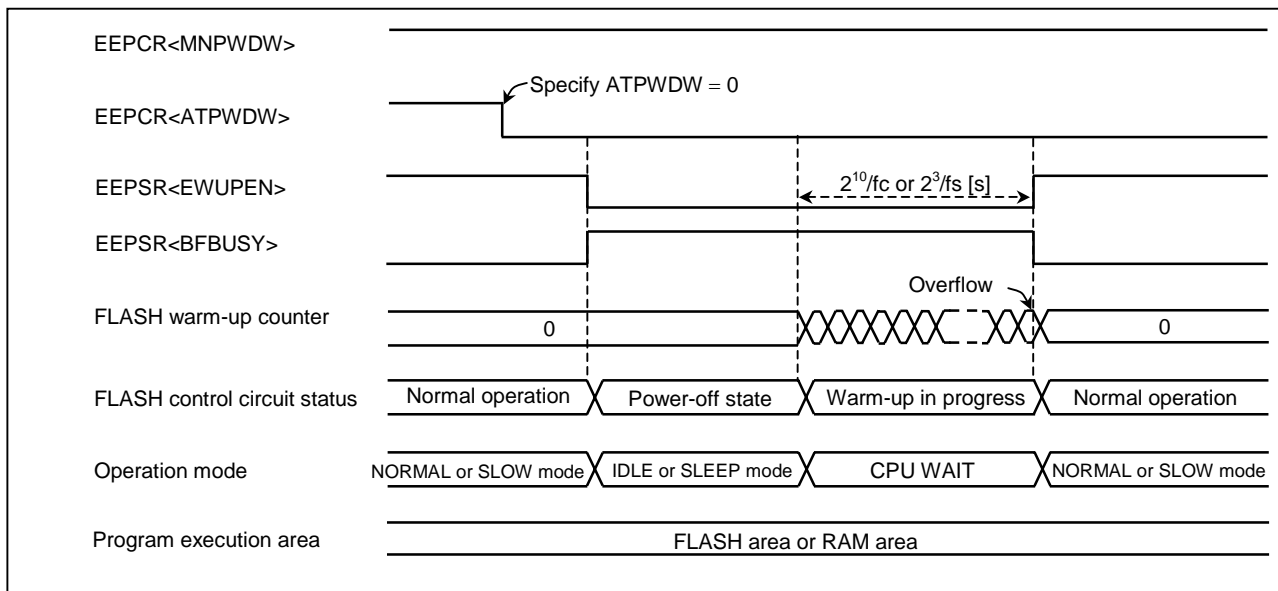 EEPCR<MNPWDW>
Specify ATPWDW = 0
EEPCR<ATPWDW>
EEPSR<EWUPEN>
2^10/fc or 2^3/fs [s]
EEPSR<BFBUSY>
Overflow
FLASH warm-up counter
0
0
FLASH control circuit status
Normal operation
Power-off state
Warm-up in progress
Normal operation
Operation mode
NORMAL or SLOW mode
IDLE or SLEEP mode
CPU WAIT
NORMAL or SLOW mode
Program execution area
FLASH area or RAM area